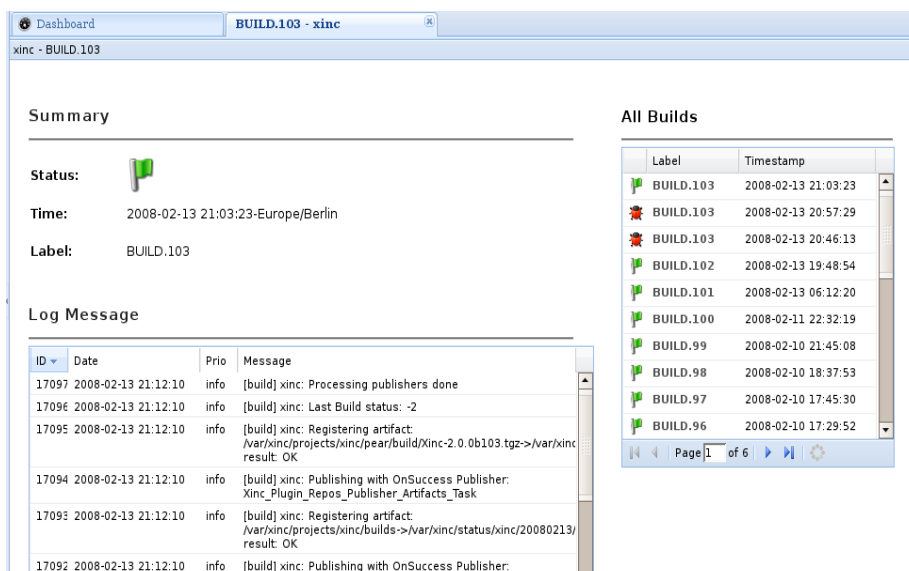 Dashboard
BUILD.103 - xinc
xinc - BUILD.103
Summary
Status:
Time: 2008-02-13 21:03:23-Europe/Berlin
Label: BUILD.103
Log Message
ID Date Prio Message
17097 2008-02-13 21:12:10 info [build] xinc: Processing publishers done
17096 2008-02-13 21:12:10 info [build] xinc: Last Build status: -2
17095 2008-02-13 21:12:10 info [build] xinc: Registering artifact:
/var/xinc/projects/xinc/pear/build/Xinc-2.0.0b103.tgz->/var/xinc
result: OK
17094 2008-02-13 21:12:10 info [build] xinc: Publishing with OnSuccess Publisher:
Xinc_Plugin_Repos_Publisher_Artifacts_Task
17093 2008-02-13 21:12:10 info [build] xinc: Registering artifact:
/var/xinc/projects/xinc/builds->/var/xinc/status/xinc/20080213/
result: OK
17092 2008-02-13 21:12:10 info [build] xinc: Publishing with OnSuccess Publisher:
All Builds
Label Timestamp
BUILD.103 2008-02-13 21:03:23
BUILD.103 2008-02-13 20:57:29
BUILD.103 2008-02-13 20:46:13
BUILD.102 2008-02-13 19:48:54
BUILD.101 2008-02-13 06:12:20
BUILD.100 2008-02-11 22:32:19
BUILD.99 2008-02-10 21:45:08
BUILD.98 2008-02-10 18:37:53
BUILD.97 2008-02-10 17:45:30
BUILD.96 2008-02-10 17:29:52
Page 1 of 6